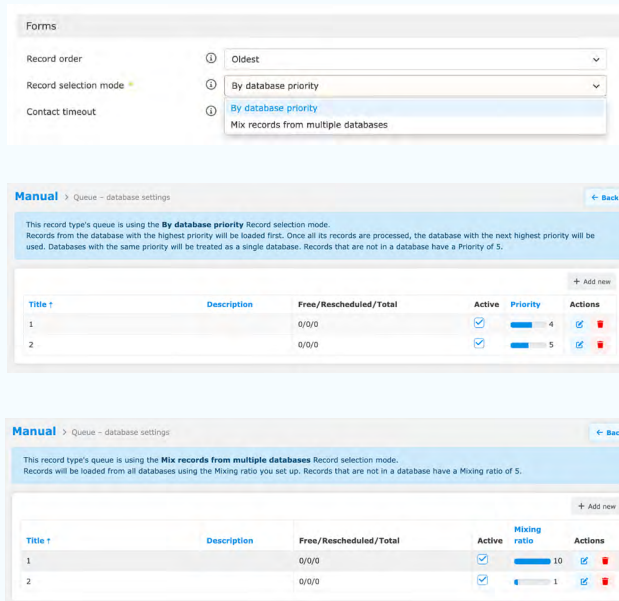 Forms
Record order Oldest
Record selection mode * By database priority
Contact timeout By database priority
Mix records from multiple databases
Manual > Queue – database settings ← Back
This record type's queue is using the By database priority Record selection mode.
Records from the database with the highest priority will be loaded first. Once all its records are processed, the database with the next highest priority will be
used. Databases with the same priority will be treated as a single database. Records that are not in a database have a Priority of 5.
+ Add new
Title ↑ Description Free/Rescheduled/Total Active Priority Actions
1 0/0/0 4
2 0/0/0 5
Manual > Queue – database settings ← Bac
This record type's queue is using the Mix records from multiple databases Record selection mode.
Records will be loaded from all databases using the Mixing ratio you set up. Records that are not in a database have a Mixing ratio of 5.
+ Add new
Title ↑ Description Free/Rescheduled/Total Active Mixing ratio Actions
1 0/0/0 10
2 0/0/0 1